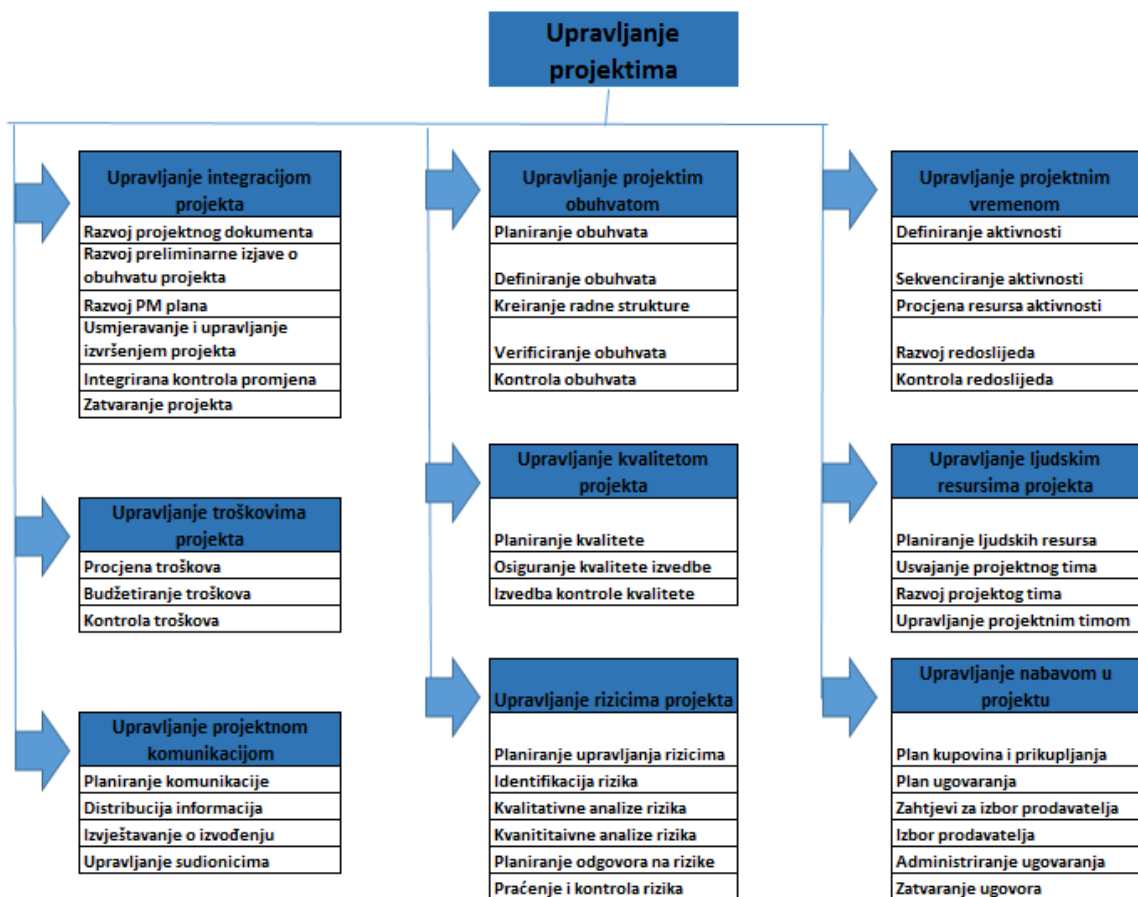 Upravljanje
projektima
Upravljanje integracijom
projekta
Razvoj projektnog dokumenta
Razvoj preliminarne izjave o
obuhvatu projekta
Razvoj PM plana
Usmjeravanje i upravljanje
izvršenjem projekta
Integrirana kontrola promjena
Zatvaranje projekta
Upravljanje troškovima
projekta
Procjena troškova
Budžetiranje troškova
Kontrola troškova
Upravljanje projektnom
komunikacijom
Planiranje komunikacije
Distribucija informacija
Izvještavanje o izvođenju
Upravljanje sudionicima
Upravljanje projektim
obuhvatom
Planiranje obuhvata
Definiranje obuhvata
Kreiranje radne strukture
Verificiranje obuhvata
Kontrola obuhvata
Upravljanje kvalitetom
projekta
Planiranje kvalitete
Osiguranje kvalitete izvedbe
Izvedba kontrole kvalitete
Upravljanje rizicima projekta
Planiranje upravljanja rizicima
Identifikacija rizika
Kvalitativne analize rizika
Kvanititaivne analize rizika
Planiranje odgovora na rizike
Praćenje i kontrola rizika
Upravljanje projektnim
vremenom
Definiranje aktivnosti
Sekvenciranje aktivnosti
Procjena resursa aktivnosti
Razvoj redoslijeda
Kontrola redoslijeda
Upravljanje ljudskim
resursima projekta
Planiranje ljudskih resursa
Usvajanje projektnog tima
Razvoj projektog tima
Upravljanje projektnim timom
Upravljanje nabavom u
projektu
Plan kupovina i prikupljanja
Plan ugovaranja
Zahtjevi za izbor prodavatelja
Izbor prodavatelja
Administriranje ugovaranja
Zatvaranje ugovora